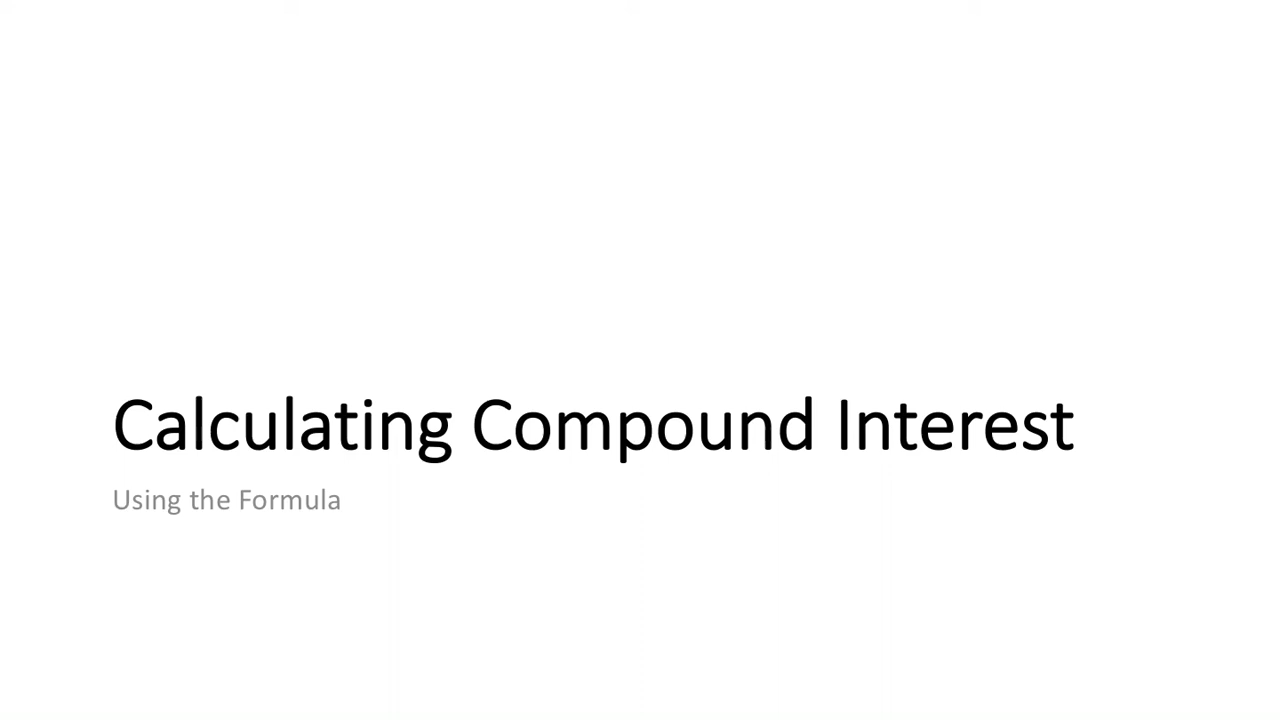 Calculating Compound Interest
Using the Formula